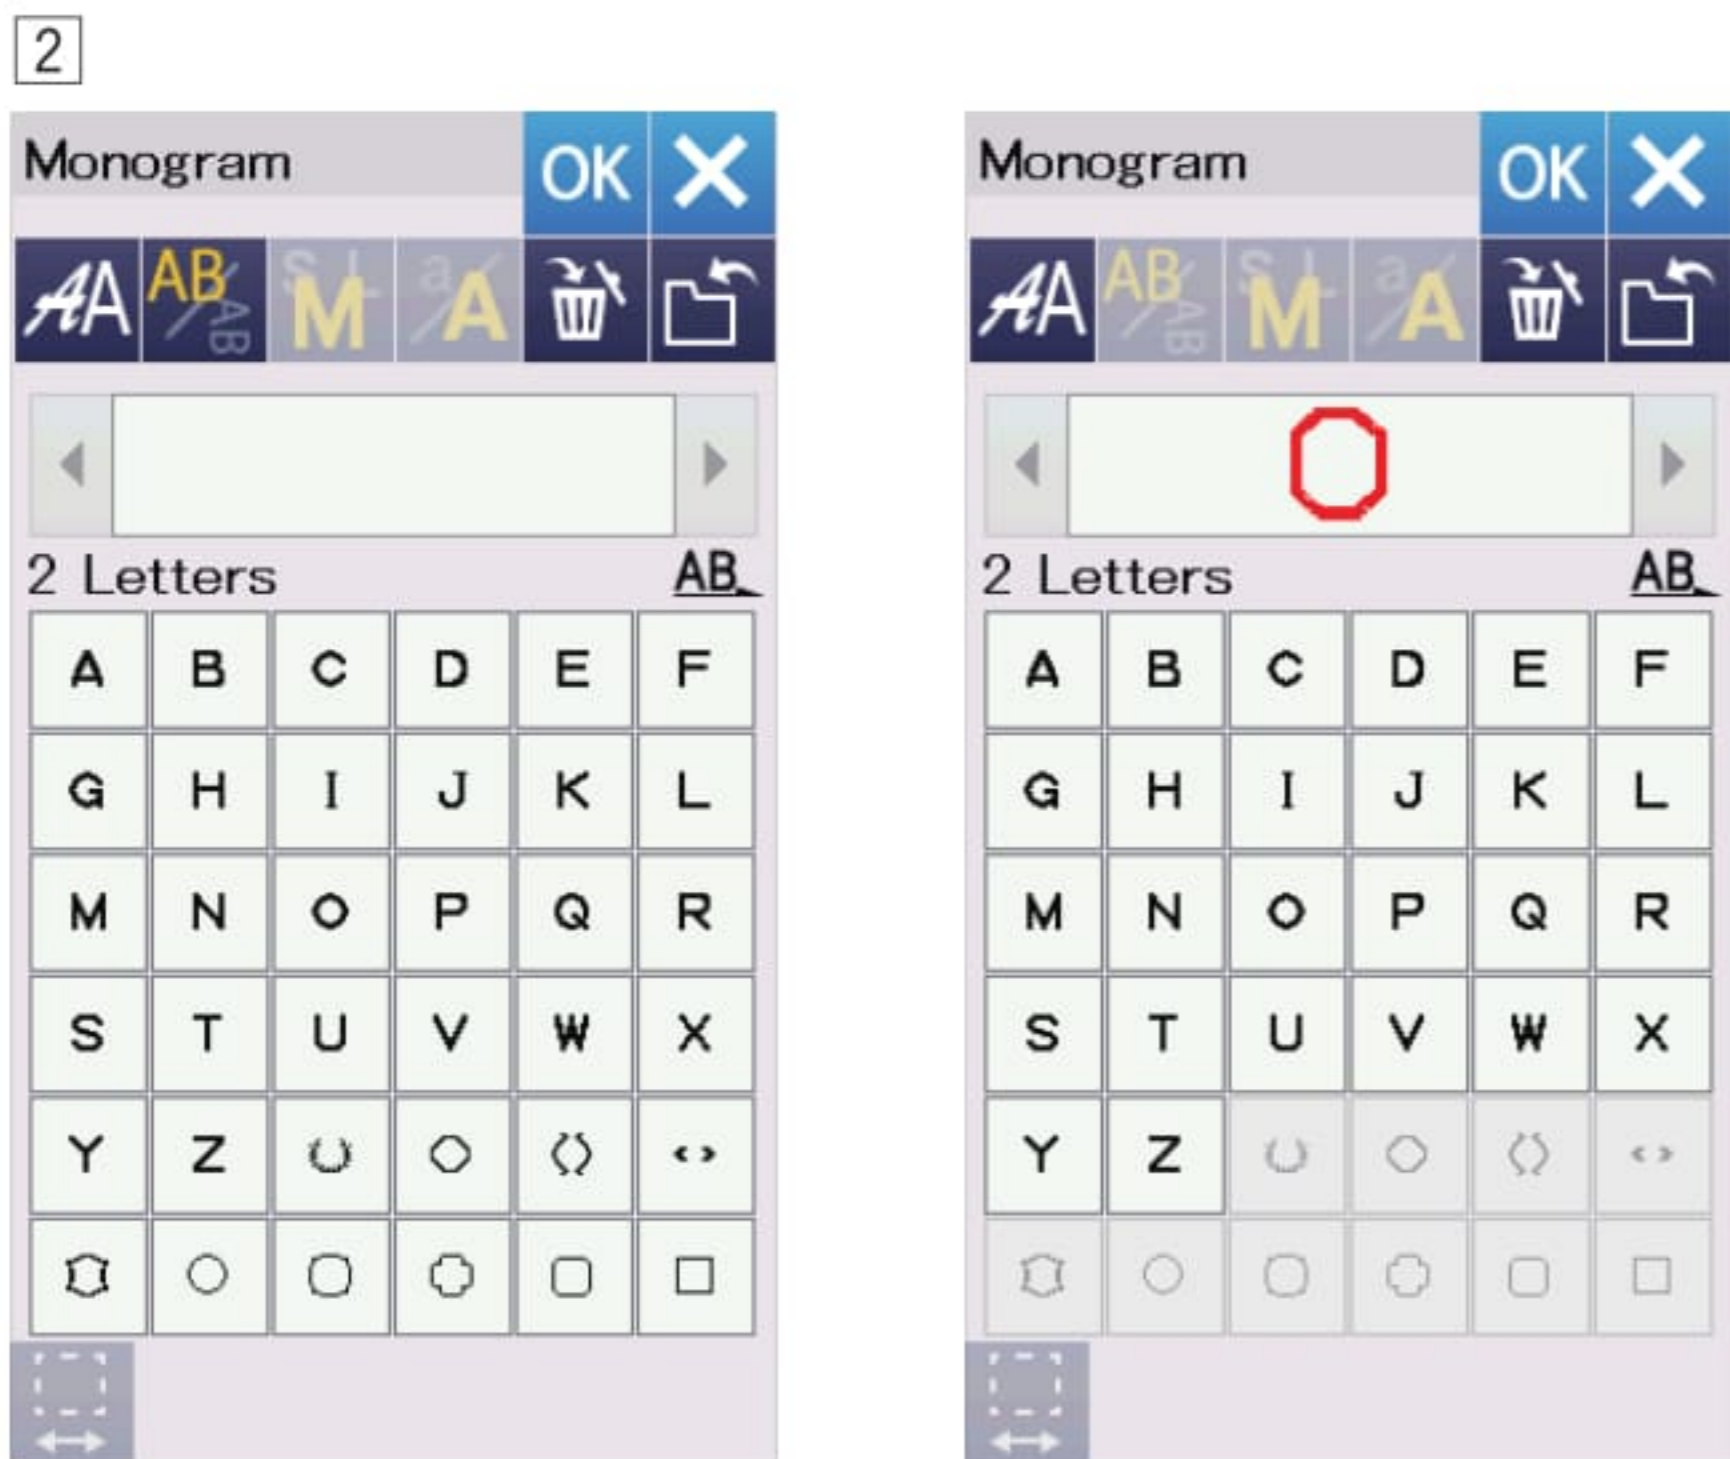 2
Monogram OK
AA AB AB S M L a A
2 Letters AB
A B C D E F
G H I J K L
M N O P Q R
S T U V W X
Y Z
Monogram OK
AA AB AB S M L a A
2 Letters AB
A B C D E F
G H I J K L
M N O P Q R
S T U V W X
Y Z